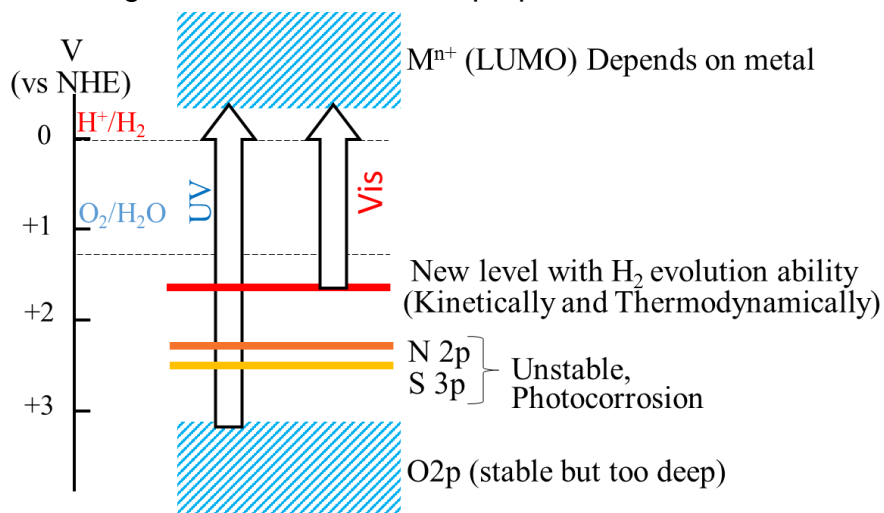 V
(vs NHE)
Mⁿ⁺ (LUMO) Depends on metal
H⁺/H₂
0
UV
Vis
O₂/H₂O
+1
New level with H₂ evolution ability
(Kinetically and Thermodynamically)
+2
N 2p
S 3p
Unstable,
Photocorrosion
+3
O2p (stable but too deep)